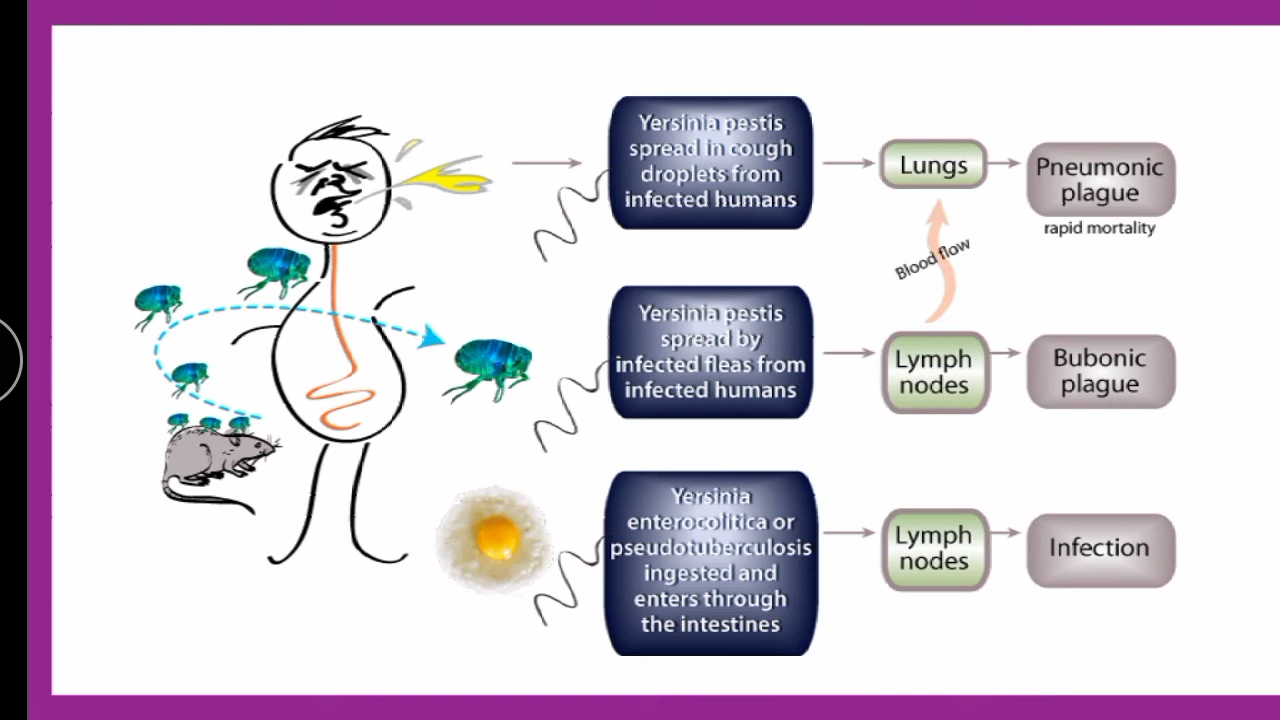 Yersinia pestis
spread in cough
droplets from
infected humans
Lungs
Pneumonic
plague
rapid mortality
Blood flow
Yersinia pestis
spread by
infected fleas from
infected humans
Lymph
nodes
Bubonic
plague
Yersinia
enterocolitica or
pseudotuberculosis
ingested and
enters through
the intestines
Lymph
nodes
Infection